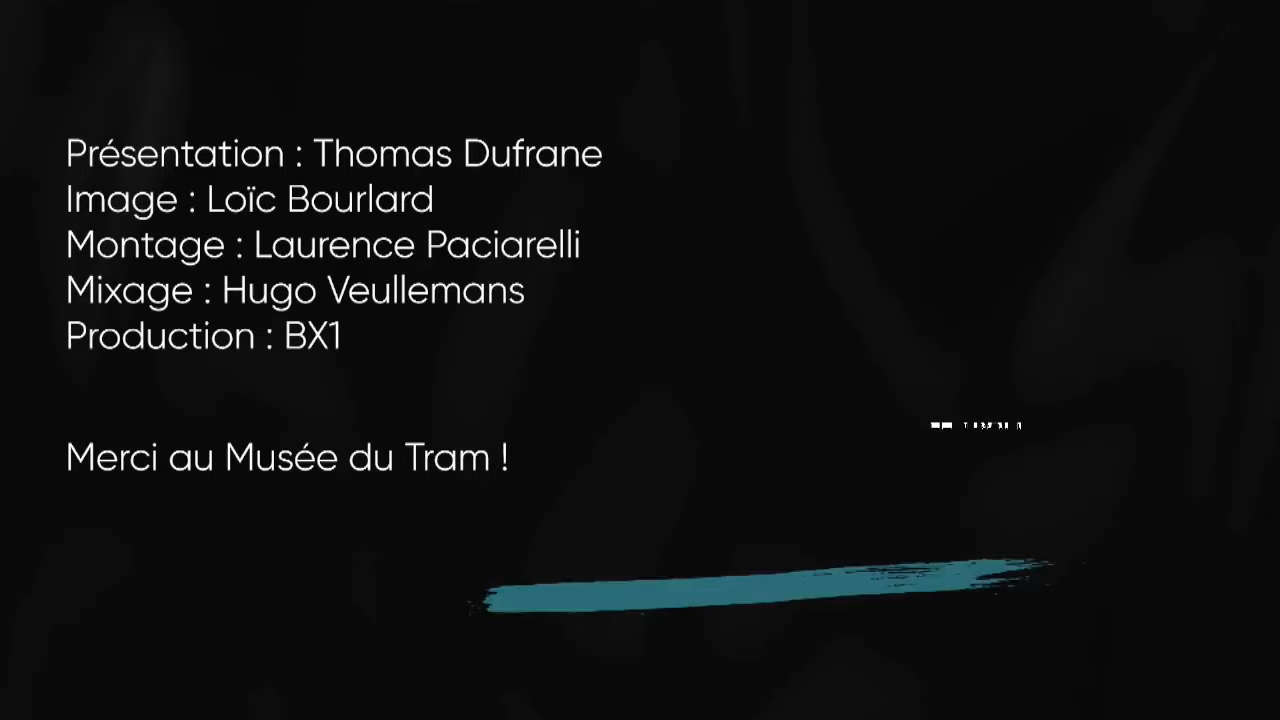 Présentation : Thomas Dufrane
Image : Loïc Bourlard
Montage : Laurence Paciarelli
Mixage : Hugo Veullemans
Production : BX1
Merci au Musée du Tram !